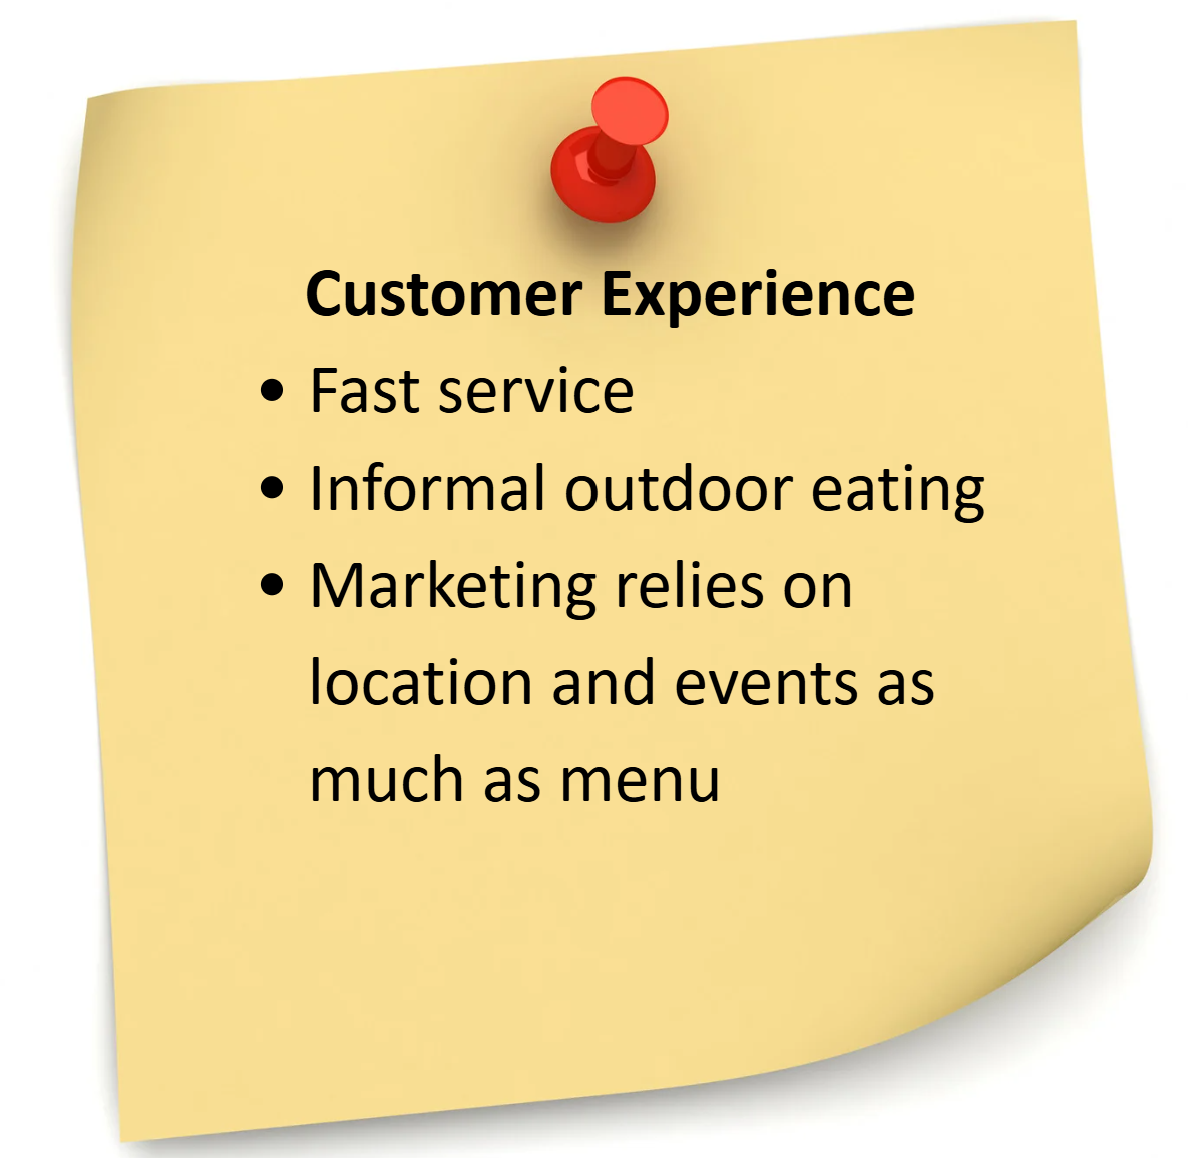 Customer Experience
• Fast service
• Informal outdoor eating
• Marketing relies on
location and events as
much as menu